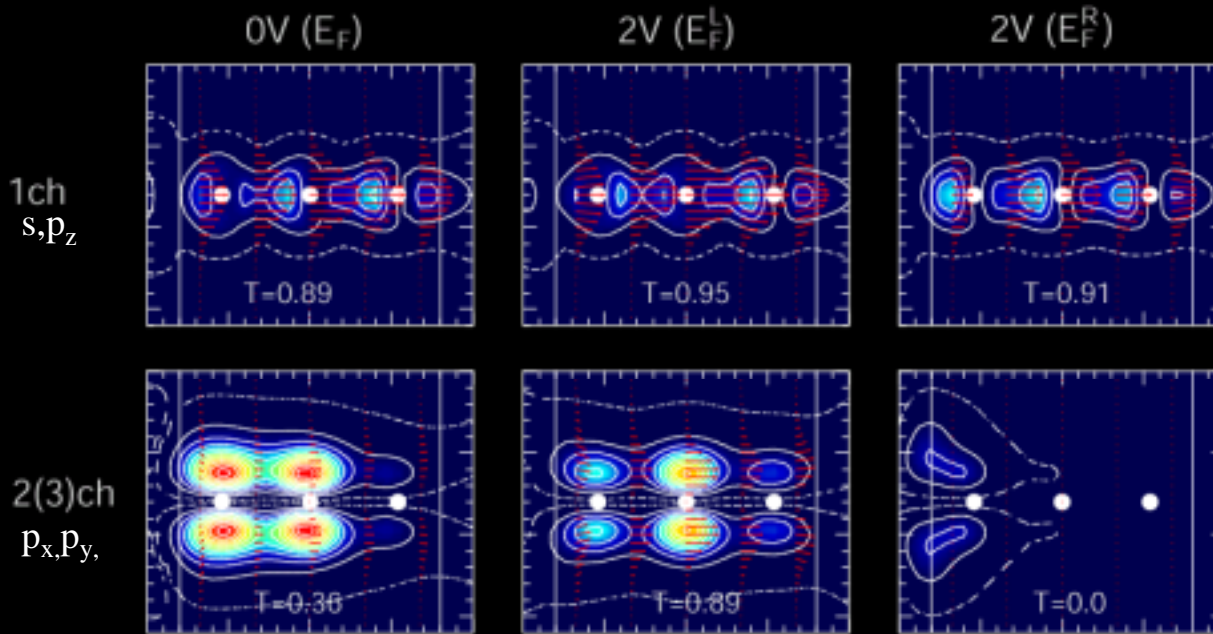 0V (E_F)
2V (E_F^L)
2V (E_F^R)
1ch
s,p_z
T=0.89
T=0.95
T=0.91
2(3)ch
p_x,p_y,
T=0.36
T=0.89
T=0.0